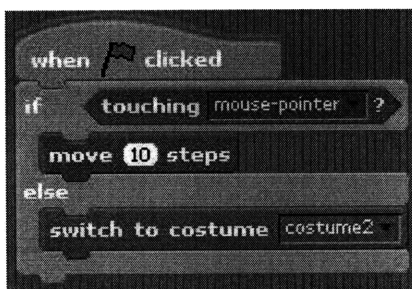 when clicked
if touching mouse-pointer ?
move 10 steps
else
switch to costume costume2